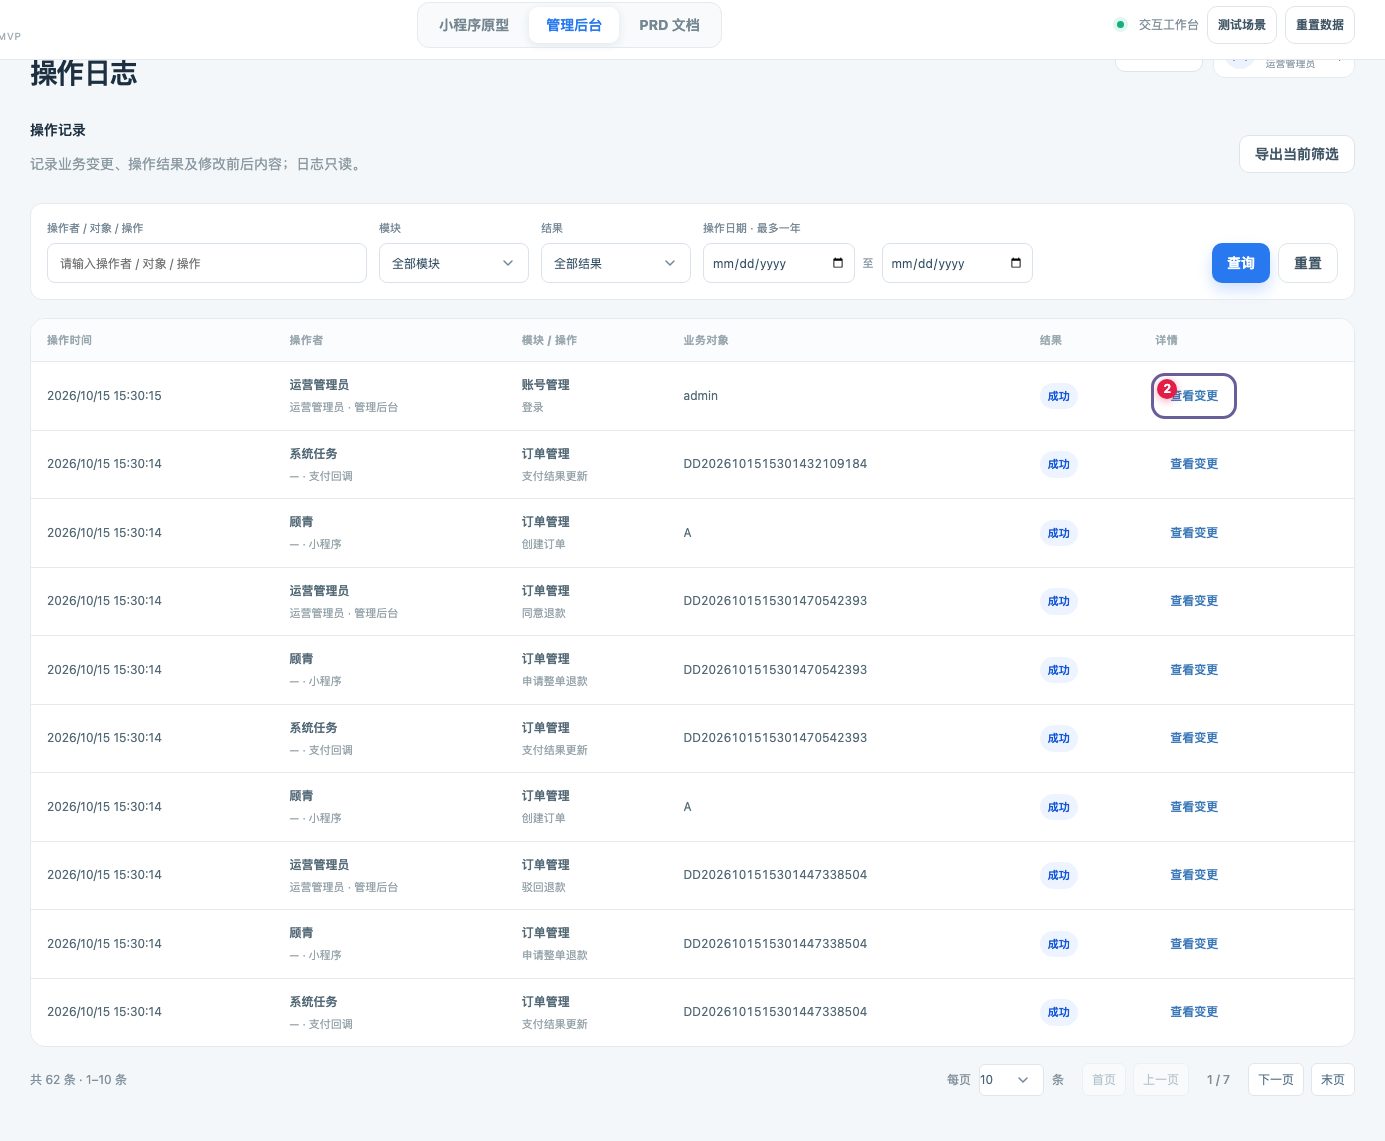 小程序原型 管理后台 PRD 文档
交互工作台 测试场景 重置数据
MVP
操作日志
运营管理员
操作记录
记录业务变更、操作结果及修改前后内容；日志只读。
导出当前筛选
操作者 / 对象 / 操作 模块 结果 操作日期 · 最多一年
请输入操作者 / 对象 / 操作 全部模块 全部结果 mm/dd/yyyy 至 mm/dd/yyyy 查询 重置
操作时间 操作者 模块 / 操作 业务对象 结果 详情
2026/10/15 15:30:15 运营管理员 账号管理 admin 成功 2 查看变更
运营管理员 · 管理后台 登录
2026/10/15 15:30:14 系统任务 订单管理 DD2026101515301432109184 成功 查看变更
— · 支付回调 支付结果更新
2026/10/15 15:30:14 顾青 订单管理 A 成功 查看变更
— · 小程序 创建订单
2026/10/15 15:30:14 运营管理员 订单管理 DD2026101515301470542393 成功 查看变更
运营管理员 · 管理后台 同意退款
2026/10/15 15:30:14 顾青 订单管理 DD2026101515301470542393 成功 查看变更
— · 小程序 申请整单退款
2026/10/15 15:30:14 系统任务 订单管理 DD2026101515301470542393 成功 查看变更
— · 支付回调 支付结果更新
2026/10/15 15:30:14 顾青 订单管理 A 成功 查看变更
— · 小程序 创建订单
2026/10/15 15:30:14 运营管理员 订单管理 DD2026101515301447338504 成功 查看变更
运营管理员 · 管理后台 驳回退款
2026/10/15 15:30:14 顾青 订单管理 DD2026101515301447338504 成功 查看变更
— · 小程序 申请整单退款
2026/10/15 15:30:14 系统任务 订单管理 DD2026101515301447338504 成功 查看变更
— · 支付回调 支付结果更新
共 62 条 · 1–10 条 每页 10 条 首页 上一页 1 / 7 下一页 末页